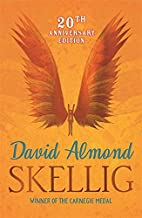 20TH
ANNIVERSARY
EDITION
David Almond
SKELLIG
WINNER OF THE CARNEGIE MEDAL